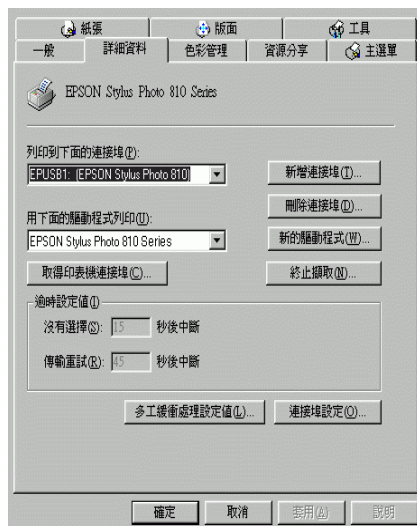 紙張 版面 工具
一般 詳細資料 色彩管理 資源分享 主選單
EPSON Stylus Photo 810 Series
列印到下面的連接埠(P):
EPUSB1: (EPSON Stylus Photo 810)
新增連接埠(T)...
刪除連接埠(D)...
用下面的驅動程式列印(U):
EPSON Stylus Photo 810 Series
新的驅動程式(W)...
取得印表機連接埠(C)...
終止擷取(N)...
逾時設定值(I)
沒有選擇(S): 15 秒後中斷
傳輸重試(R): 45 秒後中斷
多工緩衝處理設定值(L)...
連接埠設定(O)...
確定 取消 套用(A) 說明